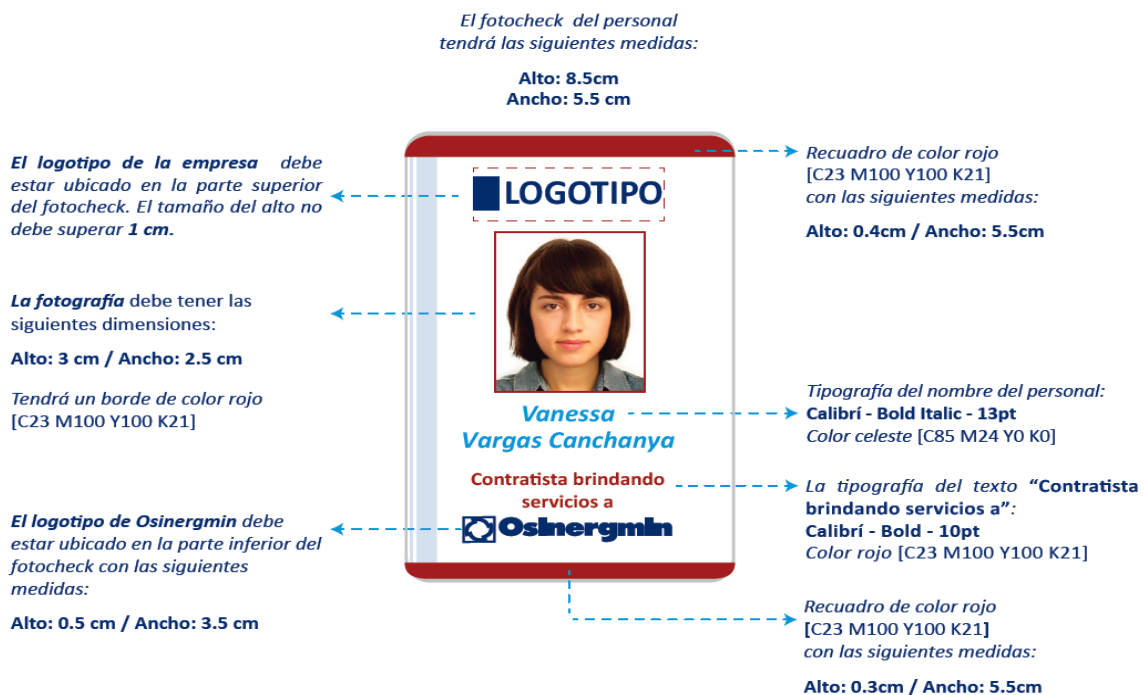 El fotocheck del personal
tendrá las siguientes medidas:
Alto: 8.5cm
Ancho: 5.5 cm
El logotipo de la empresa debe
estar ubicado en la parte superior
del fotocheck. El tamaño del alto no
debe superar 1 cm.
La fotografía debe tener las
siguientes dimensiones:
Alto: 3 cm / Ancho: 2.5 cm
Tendrá un borde de color rojo
[C23 M100 Y100 K21]
El logotipo de Osinergmin debe
estar ubicado en la parte inferior del
fotocheck con las siguientes
medidas:
Alto: 0.5 cm / Ancho: 3.5 cm
LOGOTIPO
Vanessa
Vargas Canchanya
Contratista brindando
servicios a
Osinergmin
Recuadro de color rojo
[C23 M100 Y100 K21]
con las siguientes medidas:
Alto: 0.4cm / Ancho: 5.5cm
Tipografía del nombre del personal:
Calibrí - Bold Italic - 13pt
Color celeste [C85 M24 Y0 K0]
La tipografía del texto “Contratista
brindando servicios a”:
Calibrí - Bold - 10pt
Color rojo [C23 M100 Y100 K21]
Recuadro de color rojo
[C23 M100 Y100 K21]
con las siguientes medidas:
Alto: 0.3cm / Ancho: 5.5cm